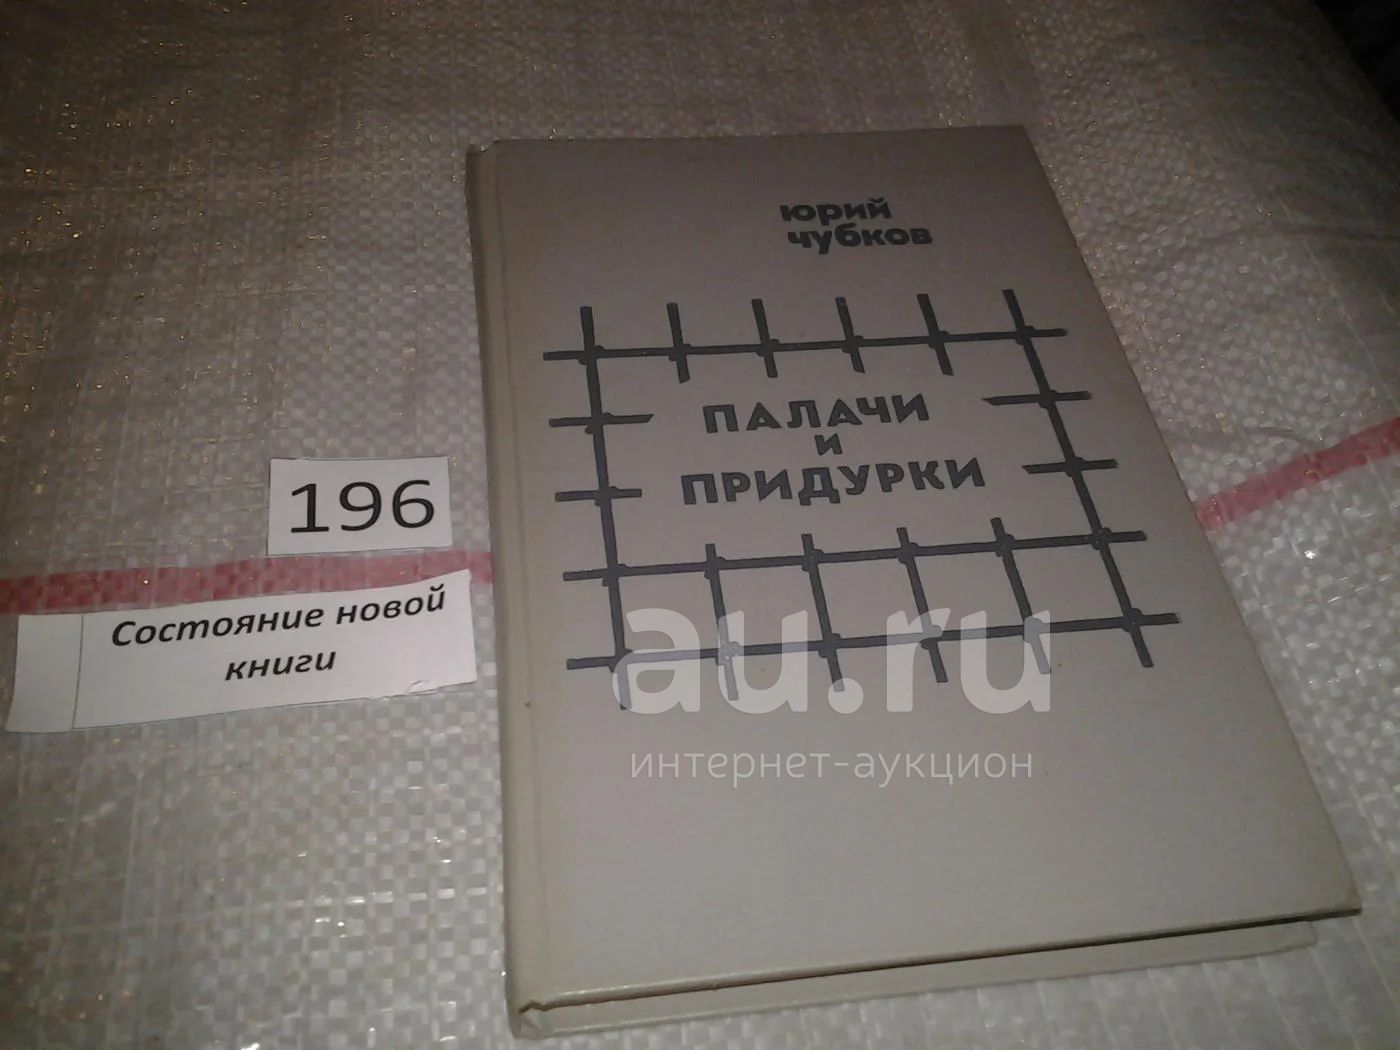 юрий
чубков
ПАЛАЧИ
и
ПРИДУРКИ
196
Состояние новой
книги
au.ru
интернет-аукцион